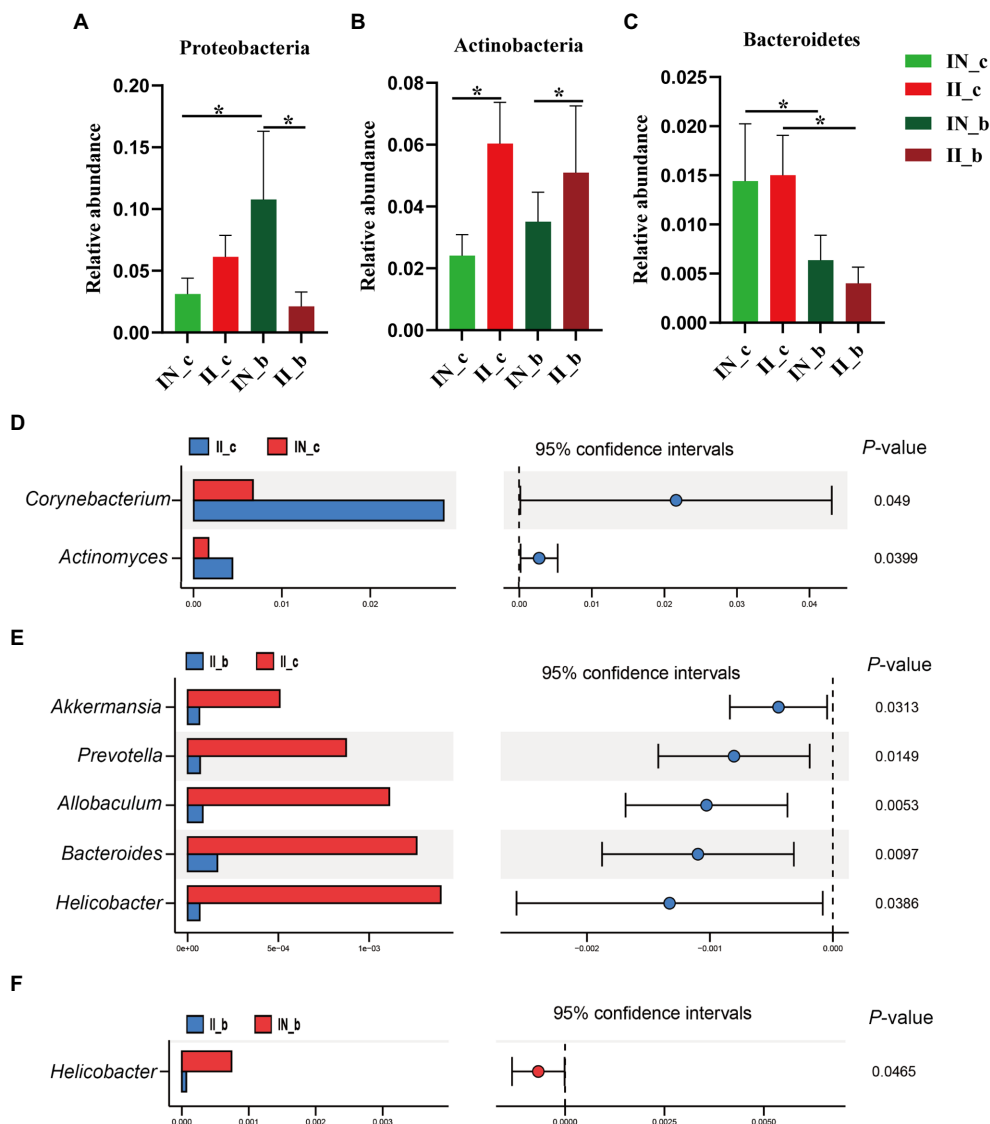 A
Proteobacteria
Relative abundance
0.20
0.15
0.10
0.05
0.00
*
*
IN_c
II_c
IN_b
II_b
B
Actinobacteria
Relative abundance
0.08
0.06
0.04
0.02
0.00
*
*
IN_c
II_c
IN_b
II_b
C
Bacteroidetes
Relative abundance
0.025
0.020
0.015
0.010
0.005
0.000
*
*
IN_c
II_c
IN_b
II_b
IN_c
II_c
IN_b
II_b
D
II_c IN_c
95% confidence intervals
P-value
Corynebacterium
0.049
Actinomyces
0.0399
0.00 0.01 0.02
0.00 0.01 0.02 0.03 0.04
E
II_b II_c
95% confidence intervals
P-value
Akkermansia
0.0313
Prevotella
0.0149
Allobaculum
0.0053
Bacteroides
0.0097
Helicobacter
0.0386
0e+00 5e−04 1e−03
−0.002 −0.001 0.000
F
II_b IN_b
95% confidence intervals
P-value
Helicobacter
0.0465
0.000 0.001 0.002 0.003
0.0000 0.0025 0.0050